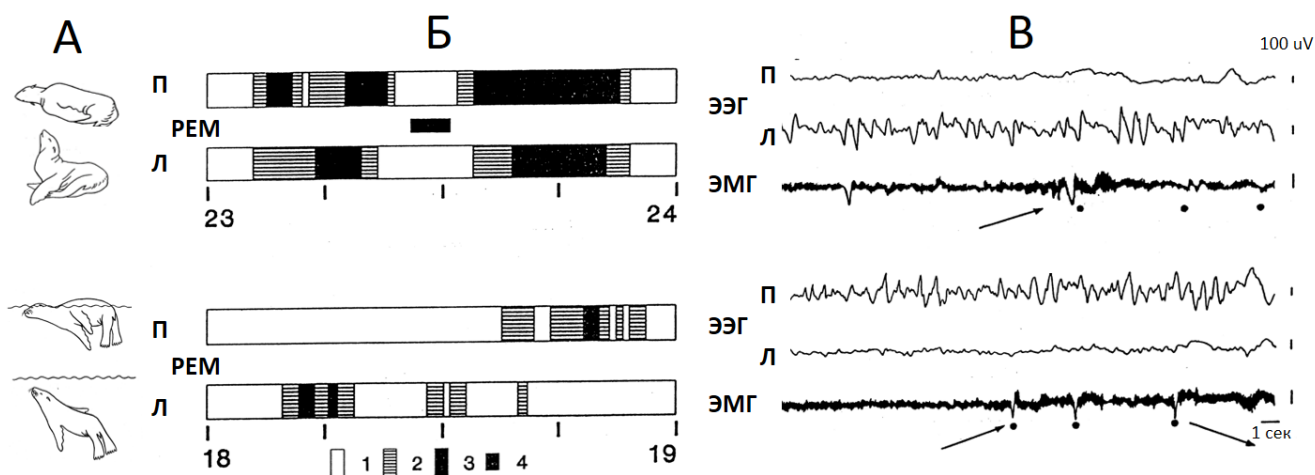 А Б В
100 uV
П
РЕМ
Л
23 24
П
ЭЭГ
Л
ЭМГ
П
РЕМ
Л
18 19
1 2 3 4
П
ЭЭГ
Л
ЭМГ
1 сек